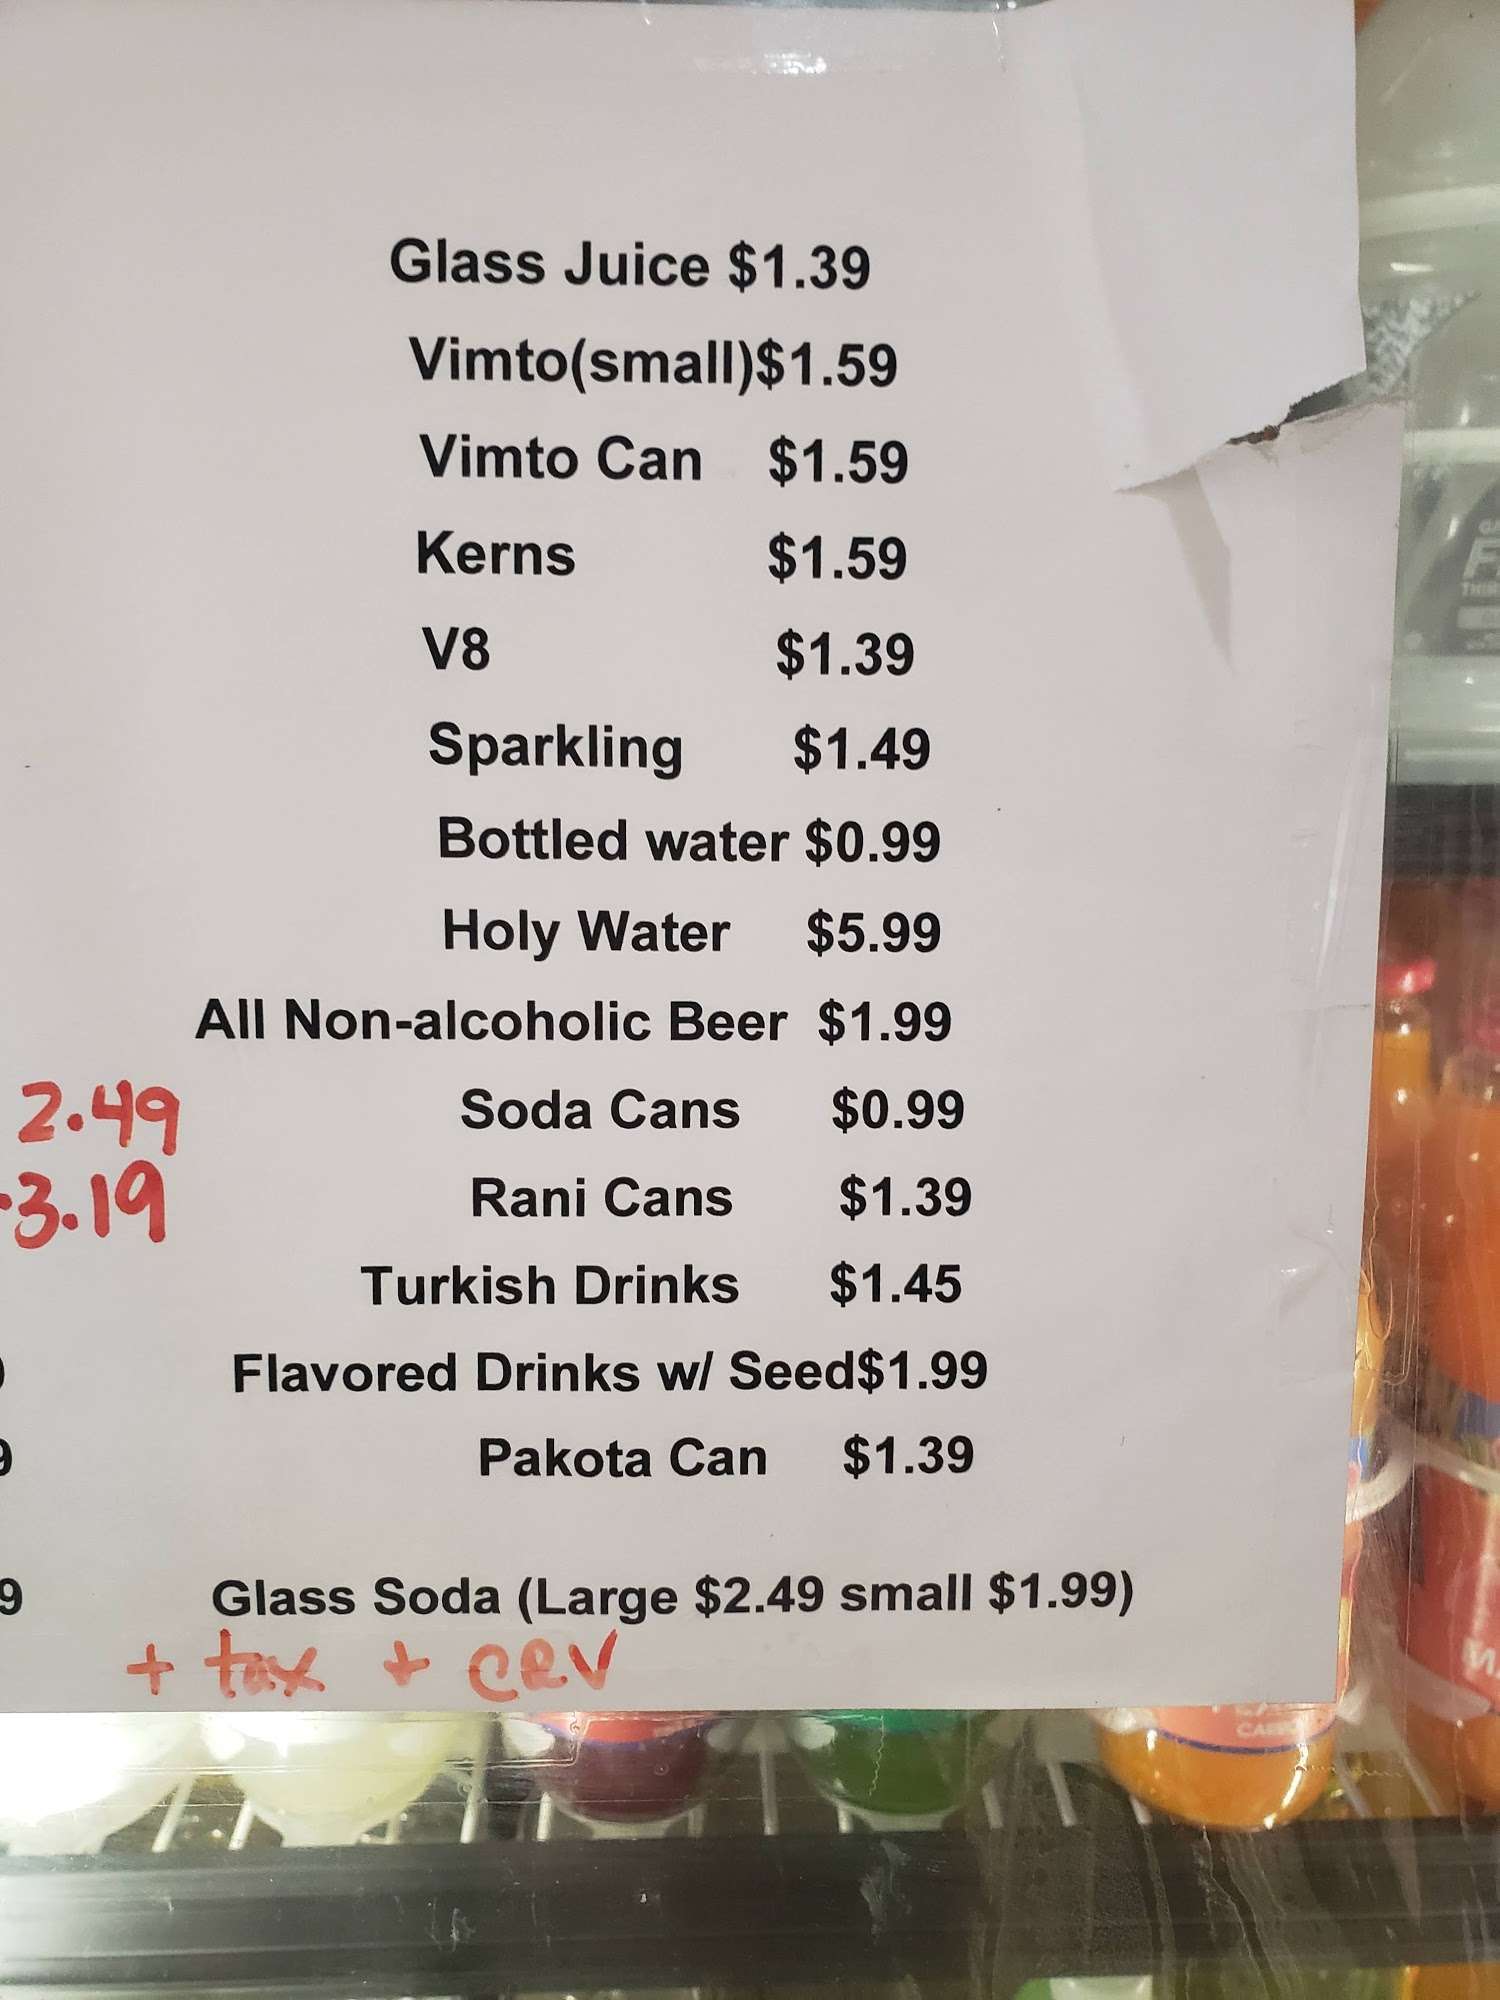 Glass Juice $1.39
Vimto(small)$1.59
Vimto Can $1.59
Kerns $1.59
V8 $1.39
Sparkling $1.49
Bottled water $0.99
Holy Water $5.99
All Non-alcoholic Beer $1.99
2.49 Soda Cans $0.99
3.19 Rani Cans $1.39
Turkish Drinks $1.45
Flavored Drinks w/ Seed$1.99
9 Pakota Can $1.39
9 Glass Soda (Large $2.49 small $1.99)
+ tax + CRV